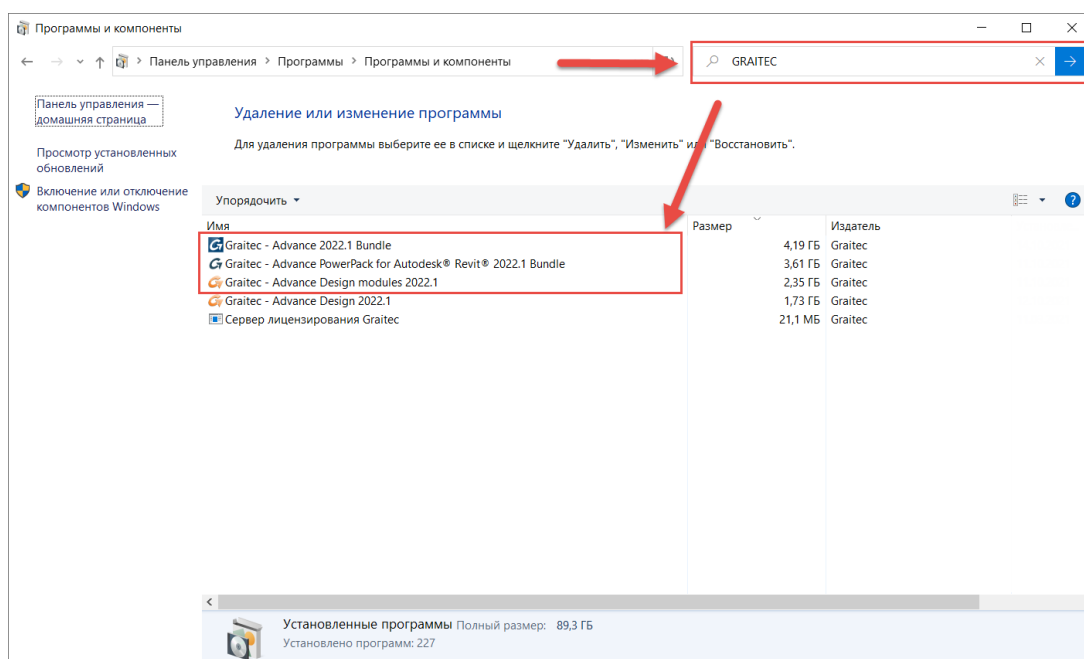 Программы и компоненты
Панель управления > Программы > Программы и компоненты
GRAITEC
Панель управления —
домашняя страница
Просмотр установленных
обновлений
Включение или отключение
компонентов Windows
Удаление или изменение программы
Для удаления программы выберите ее в списке и щелкните "Удалить", "Изменить" или "Восстановить".
Упорядочить
Имя Размер Издатель
Graitec - Advance 2022.1 Bundle 4,19 ГБ Graitec
Graitec - Advance PowerPack for Autodesk® Revit® 2022.1 Bundle 3,61 ГБ Graitec
Graitec - Advance Design modules 2022.1 2,35 ГБ Graitec
Graitec - Advance Design 2022.1 1,73 ГБ Graitec
Сервер лицензирования Graitec 21,1 МБ Graitec
Установленные программы Полный размер: 89,3 ГБ
Установлено программ: 227